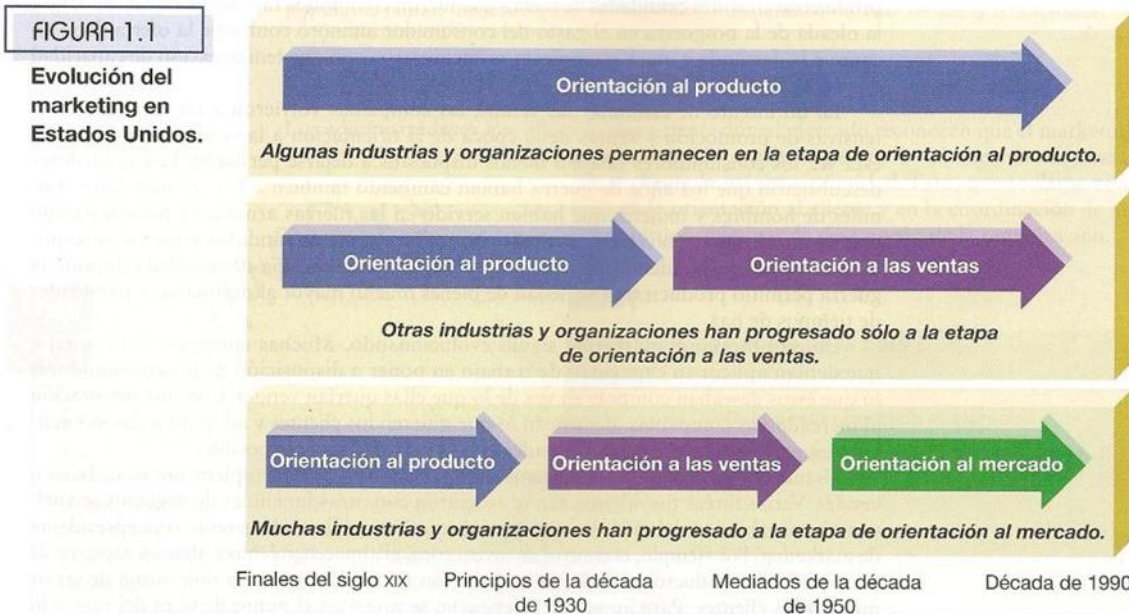 FIGURA 1.1
Evolución del
marketing en
Estados Unidos.
Orientación al producto
Algunas industrias y organizaciones permanecen en la etapa de orientación al producto.
Orientación al producto
Orientación a las ventas
Otras industrias y organizaciones han progresado sólo a la etapa
de orientación a las ventas.
Orientación al producto
Orientación a las ventas
Orientación al mercado
Muchas industrias y organizaciones han progresado a la etapa de orientación al mercado.
Finales del siglo XIX
Principios de la década
de 1930
Mediados de la década
de 1950
Década de 1990